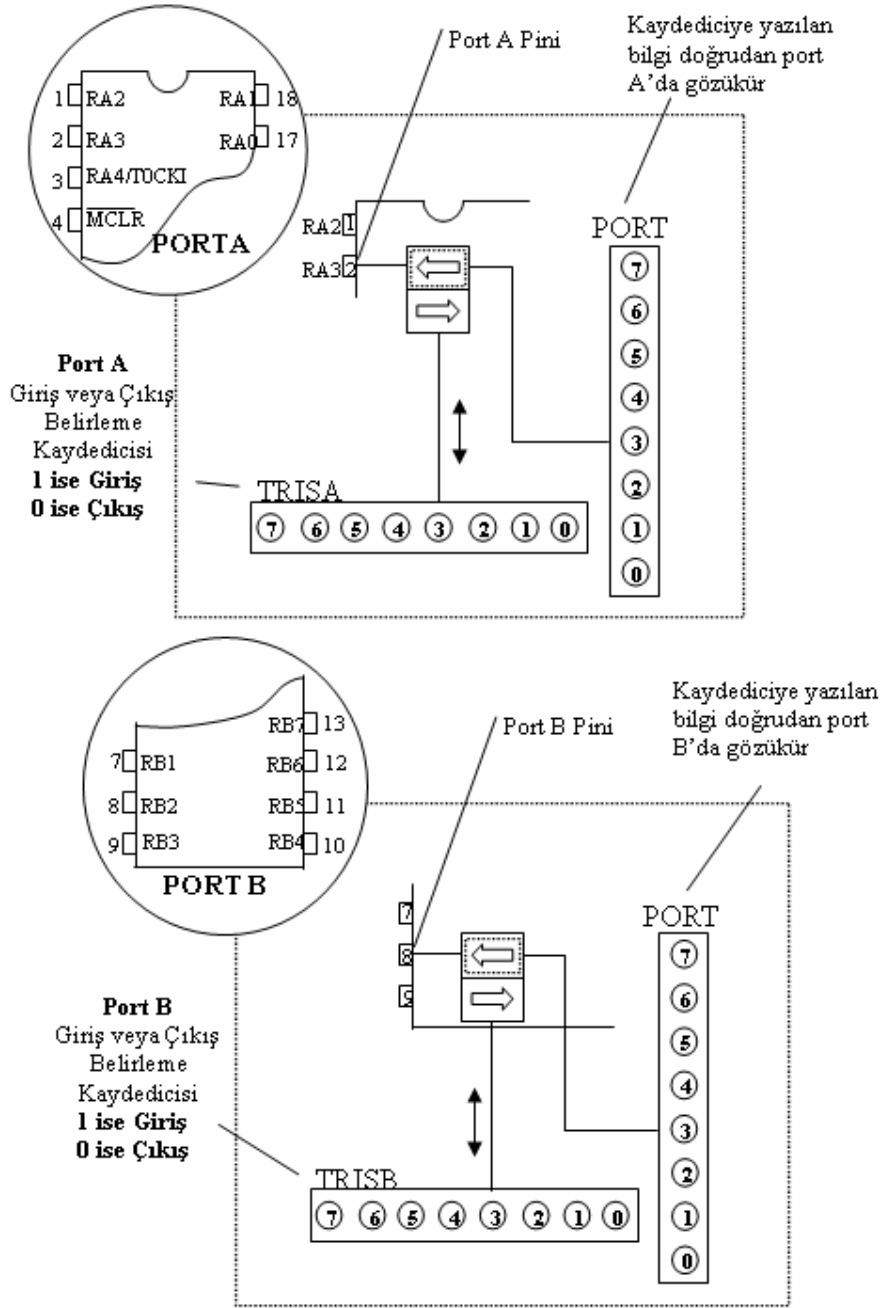 Port A Pini
Kaydediciye yazılan
bilgi doğrudan port
A'da gözükür
1 RA2 RA1 18
2 RA3 RA0 17
3 RA4/T0CKI
4 MCLR
PORTA
RA2 1
RA3 2
PORT
7
6
5
4
3
2
1
0
Port A
Giriş veya Çıkış
Belirleme
Kaydedicisi
1 ise Giriş
0 ise Çıkış
TRISA
7 6 5 4 3 2 1 0
Port B Pini
Kaydediciye yazılan
bilgi doğrudan port
B'da gözükür
RB7 13
7 RB1 RB6 12
8 RB2 RB5 11
9 RB3 RB4 10
PORT B
7
8
9
PORT
7
6
5
4
3
2
1
0
Port B
Giriş veya Çıkış
Belirleme
Kaydedicisi
1 ise Giriş
0 ise Çıkış
TRISB
7 6 5 4 3 2 1 0